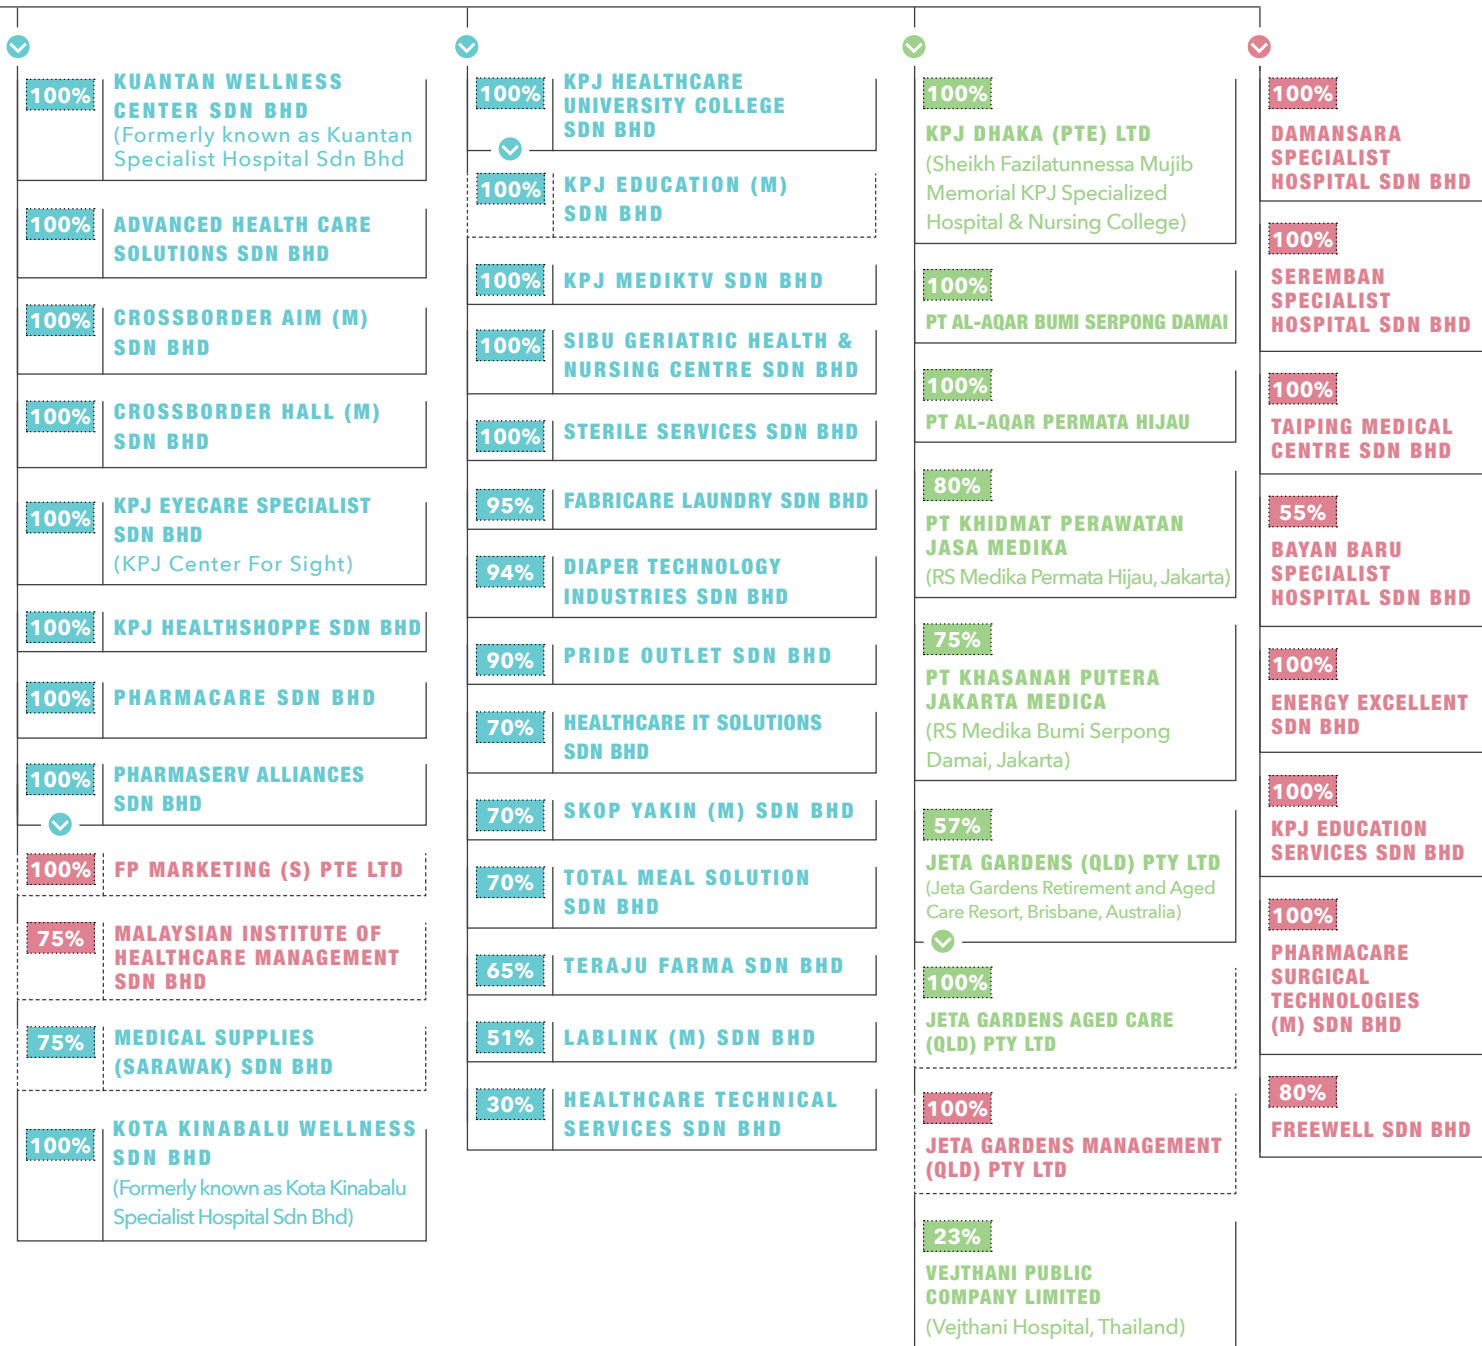 100%
KUANTAN WELLNESS
CENTER SDN BHD
(Formerly known as Kuantan
Specialist Hospital Sdn Bhd
100%
ADVANCED HEALTH CARE
SOLUTIONS SDN BHD
100%
CROSSBORDER AIM (M)
SDN BHD
100%
CROSSBORDER HALL (M)
SDN BHD
100%
KPJ EYECARE SPECIALIST
SDN BHD
(KPJ Center For Sight)
100%
KPJ HEALTHSHOPPE SDN BHD
100%
PHARMACARE SDN BHD
100%
PHARMASERV ALLIANCES
SDN BHD
100%
FP MARKETING (S) PTE LTD
75%
MALAYSIAN INSTITUTE OF
HEALTHCARE MANAGEMENT
SDN BHD
75%
MEDICAL SUPPLIES
(SARAWAK) SDN BHD
100%
KOTA KINABALU WELLNESS
SDN BHD
(Formerly known as Kota Kinabalu
Specialist Hospital Sdn Bhd)
100%
KPJ HEALTHCARE
UNIVERSITY COLLEGE
SDN BHD
100%
KPJ EDUCATION (M)
SDN BHD
100%
KPJ MEDIKTV SDN BHD
100%
SIBU GERIATRIC HEALTH &
NURSING CENTRE SDN BHD
100%
STERILE SERVICES SDN BHD
95%
FABRICARE LAUNDRY SDN BHD
94%
DIAPER TECHNOLOGY
INDUSTRIES SDN BHD
90%
PRIDE OUTLET SDN BHD
70%
HEALTHCARE IT SOLUTIONS
SDN BHD
70%
SKOP YAKIN (M) SDN BHD
70%
TOTAL MEAL SOLUTION
SDN BHD
65%
TERAJU FARMA SDN BHD
51%
LABLINK (M) SDN BHD
30%
HEALTHCARE TECHNICAL
SERVICES SDN BHD
100%
KPJ DHAKA (PTE) LTD
(Sheikh Fazilatunnessa Mujib
Memorial KPJ Specialized
Hospital & Nursing College)
100%
PT AL-AQAR BUMI SERPONG DAMAI
100%
PT AL-AQAR PERMATA HIJAU
80%
PT KHIDMAT PERAWATAN
JASA MEDIKA
(RS Medika Permata Hijau, Jakarta)
75%
PT KHASANAH PUTERA
JAKARTA MEDICA
(RS Medika Bumi Serpong
Damai, Jakarta)
57%
JETA GARDENS (QLD) PTY LTD
(Jeta Gardens Retirement and Aged
Care Resort, Brisbane, Australia)
100%
JETA GARDENS AGED CARE
(QLD) PTY LTD
100%
JETA GARDENS MANAGEMENT
(QLD) PTY LTD
23%
VEJTHANI PUBLIC
COMPANY LIMITED
(Vejthani Hospital, Thailand)
100%
DAMANSARA
SPECIALIST
HOSPITAL SDN BHD
100%
SEREMBAN
SPECIALIST
HOSPITAL SDN BHD
100%
TAIPING MEDICAL
CENTRE SDN BHD
55%
BAYAN BARU
SPECIALIST
HOSPITAL SDN BHD
100%
ENERGY EXCELLENT
SDN BHD
100%
KPJ EDUCATION
SERVICES SDN BHD
100%
PHARMACARE
SURGICAL
TECHNOLOGIES
(M) SDN BHD
80%
FREEWELL SDN BHD